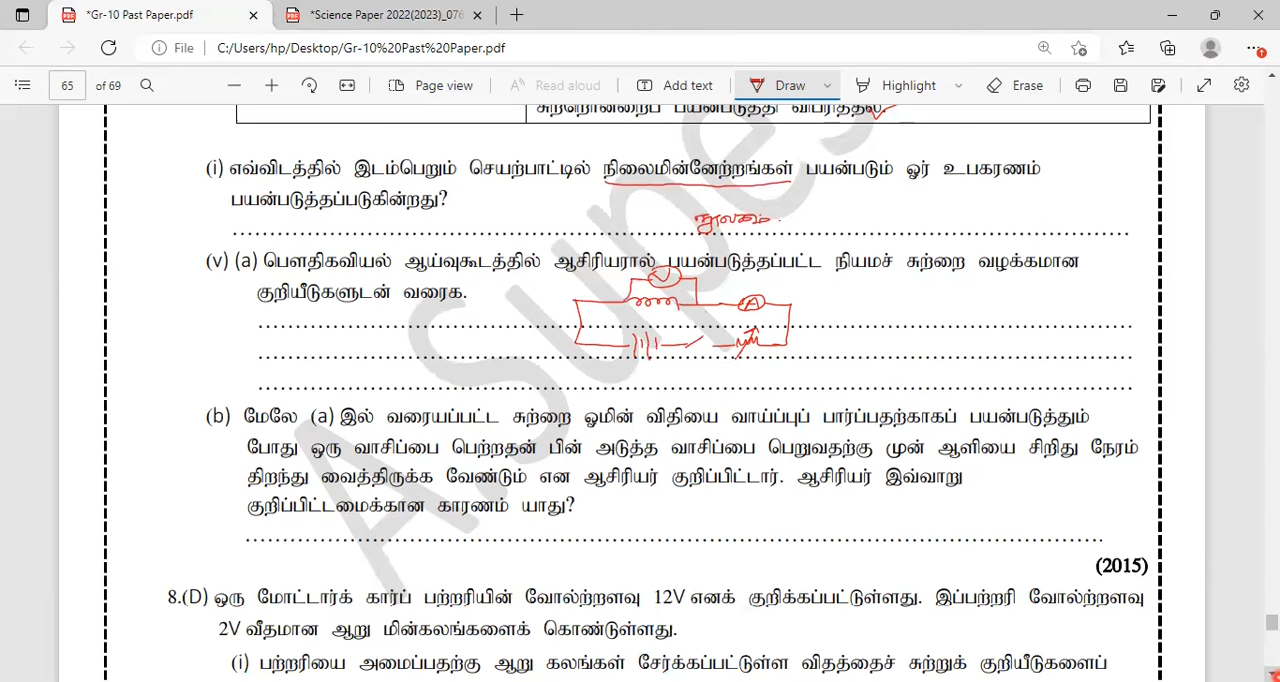 *Gr-10 Past Paper.pdf
*Science Paper 2022(2023)_076
File C:/Users/hp/Desktop/Gr-10%20Past%20Paper.pdf
65 of 69 Page view Read aloud Add text Draw Highlight Erase
சுற்றொன்றைப் பயன்படுத்தி விபரித்தல்.
(i) எவ்விடத்தில் இடம்பெறும் செயற்பாட்டில் நிலைமின்னேற்றங்கள் பயன்படும் ஓர் உபகரணம்
பயன்படுத்தப்படுகின்றது?
(v) (a) பௌதிகவியல் ஆய்வுகூடத்தில் ஆசிரியரால் பயன்படுத்தப்பட்ட நியமச் சுற்றை வழக்கமான
குறியீடுகளுடன் வரைக.
V
A
(b) மேலே (a) இல் வரையப்பட்ட சுற்றை ஓமின் விதியை வாய்ப்புப் பார்ப்பதற்காகப் பயன்படுத்தும்
போது ஒரு வாசிப்பை பெற்றதன் பின் அடுத்த வாசிப்பை பெறுவதற்கு முன் ஆளியை சிறிது நேரம்
திறந்து வைத்திருக்க வேண்டும் என ஆசிரியர் குறிப்பிட்டார். ஆசிரியர் இவ்வாறு
குறிப்பிட்டமைக்கான காரணம் யாது?
(2015)
8.(D) ஒரு மோட்டார்க் கார்ப் பற்றரியின் வோல்ற்றளவு 12V எனக் குறிக்கப்பட்டுள்ளது. இப்பற்றரி வோல்ற்றளவு
2V வீதமான ஆறு மின்கலங்களைக் கொண்டுள்ளது.
(i) பற்றரியை அமைப்பதற்கு ஆறு கலங்கள் சேர்க்கப்பட்டுள்ள விதத்தைச் சுற்றுக் குறியீடுகளைப்